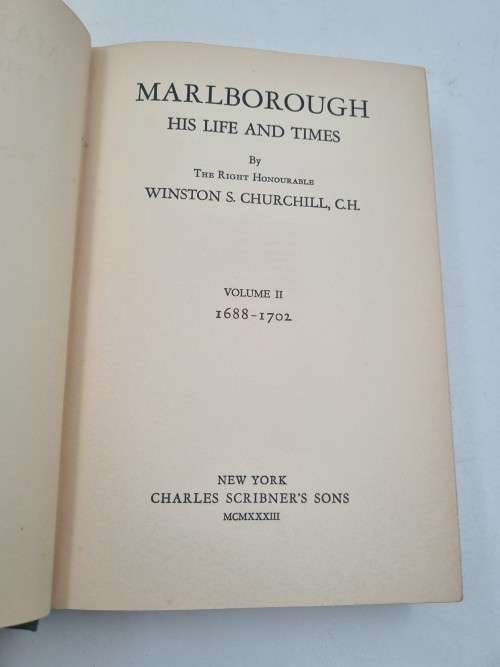 MARLBOROUGH
HIS LIFE AND TIMES
By
THE RIGHT HONOURABLE
WINSTON S. CHURCHILL, C.H.
VOLUME II
1688-1702
NEW YORK
CHARLES SCRIBNER'S SONS
MCMXXXIII